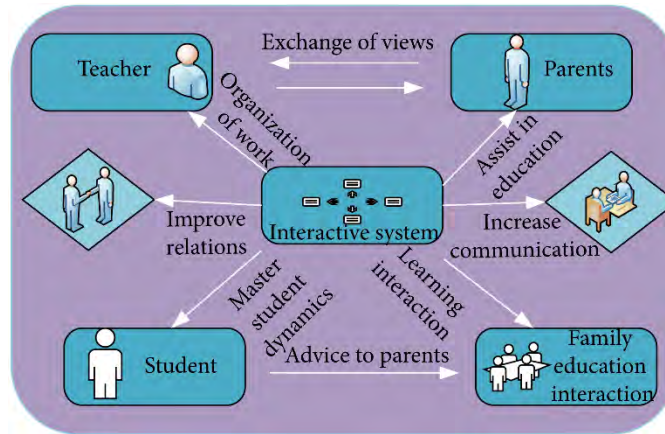 Exchange of views
Teacher
Parents
Organization
of work
Assist in
education
Improve
relations
Interactive system
Increase
communication
Master
student
dynamics
Learning
interaction
Student
Advice to parents
Family
education
interaction